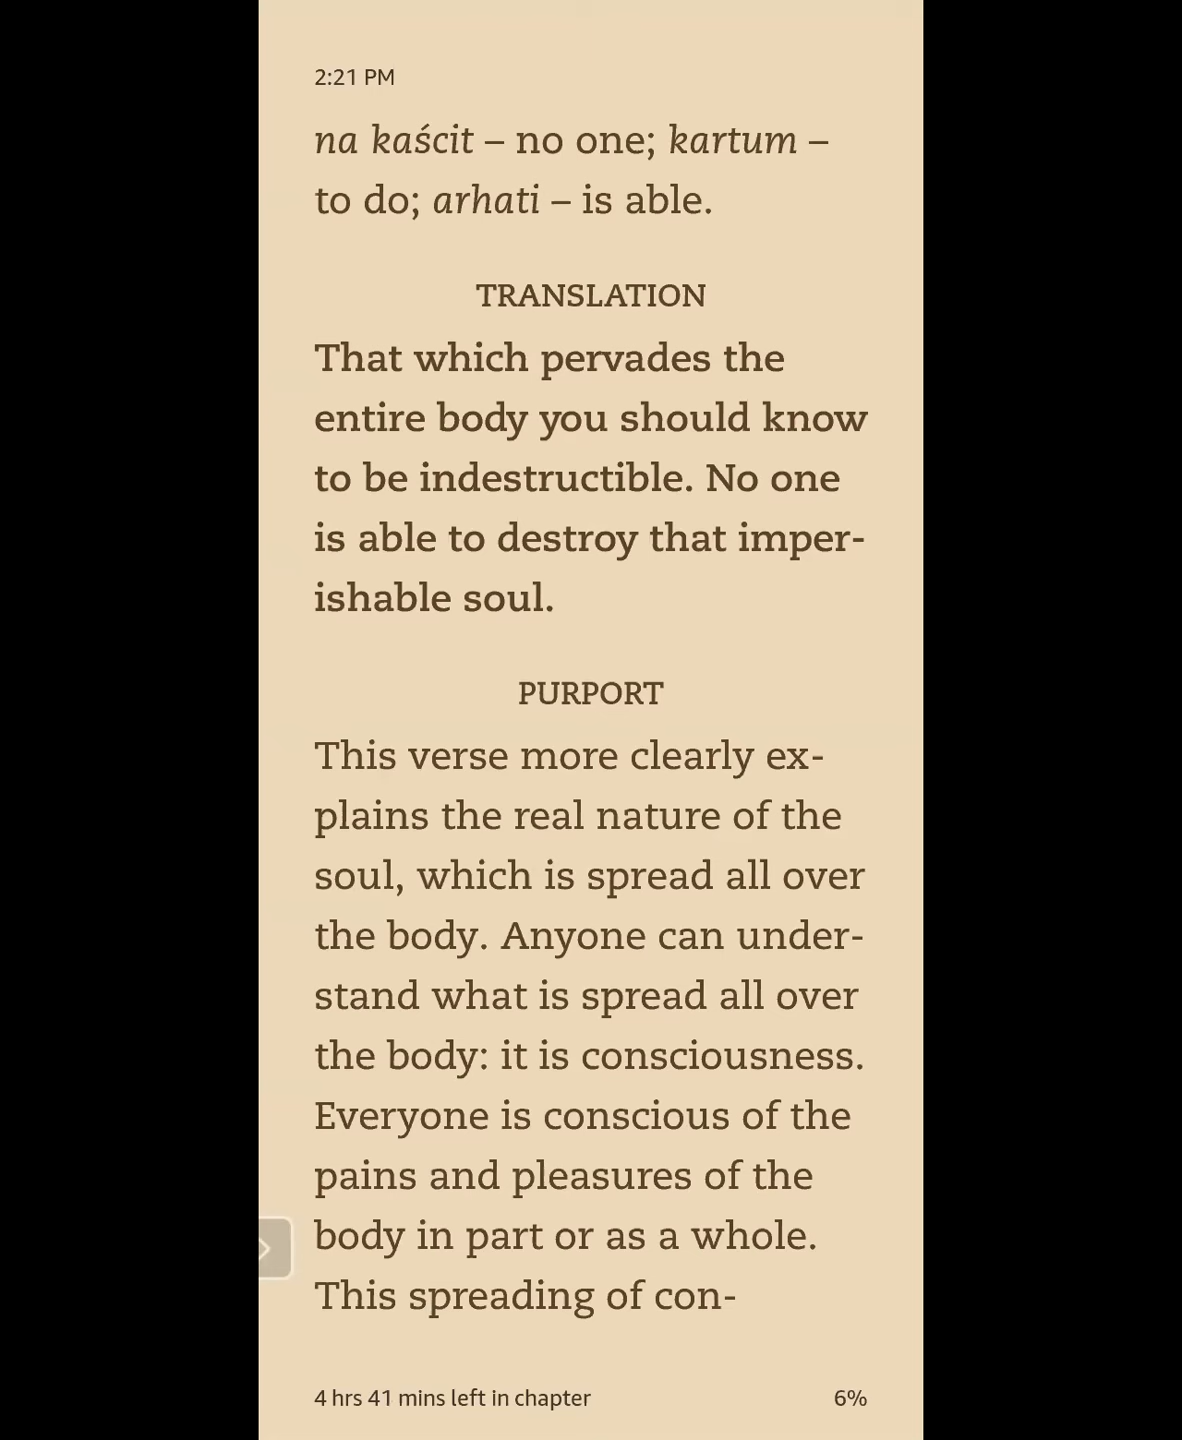 2:21 PM
na kaścit – no one; kartum –
to do; arhati – is able.
TRANSLATION
That which pervades the
entire body you should know
to be indestructible. No one
is able to destroy that imper-
ishable soul.
PURPORT
This verse more clearly ex-
plains the real nature of the
soul, which is spread all over
the body. Anyone can under-
stand what is spread all over
the body: it is consciousness.
Everyone is conscious of the
pains and pleasures of the
body in part or as a whole.
This spreading of con-
4 hrs 41 mins left in chapter 6%